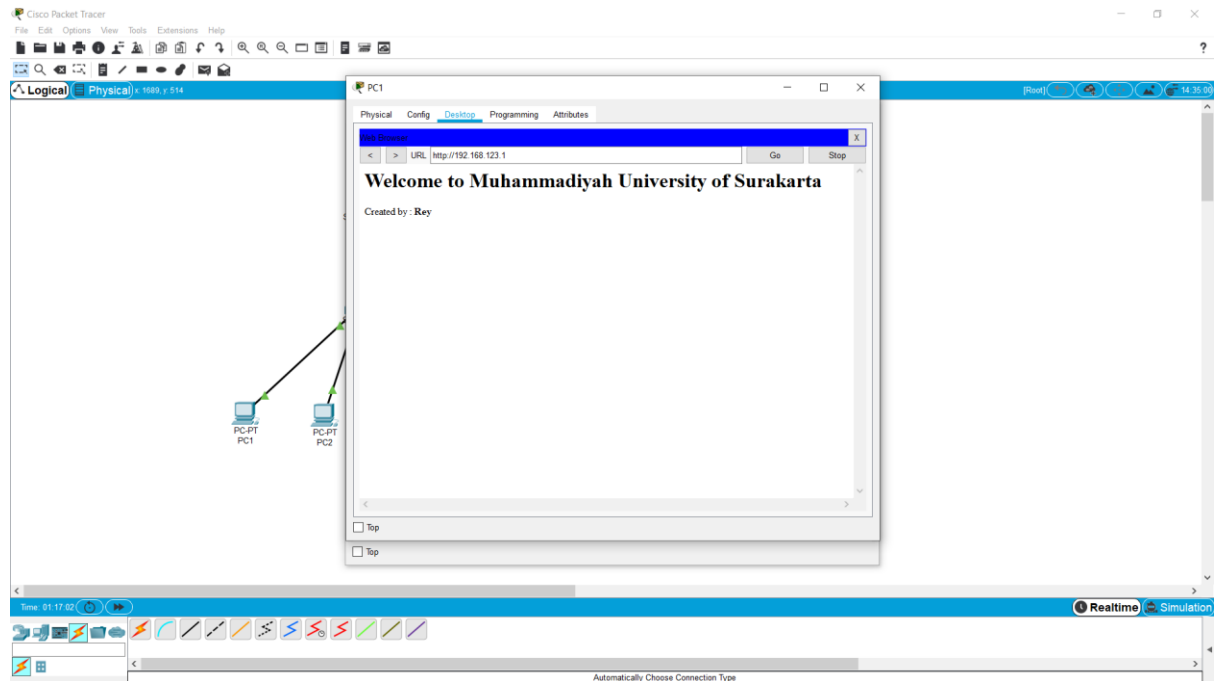 Cisco Packet Tracer
File Edit Options View Tools Extensions Help
?
Logical Physical x: 1689, y: 514
[Root] 14:35:00
PC1
Physical Config Desktop Programming Attributes
Web Browser X
< > URL http://192.168.123.1 Go Stop
Welcome to Muhammadiyah University of Surakarta
Created by : Rey
PC-PT
PC1
PC-PT
PC2
Top
Top
Time: 01:17:02
Realtime Simulation
Automatically Choose Connection Type